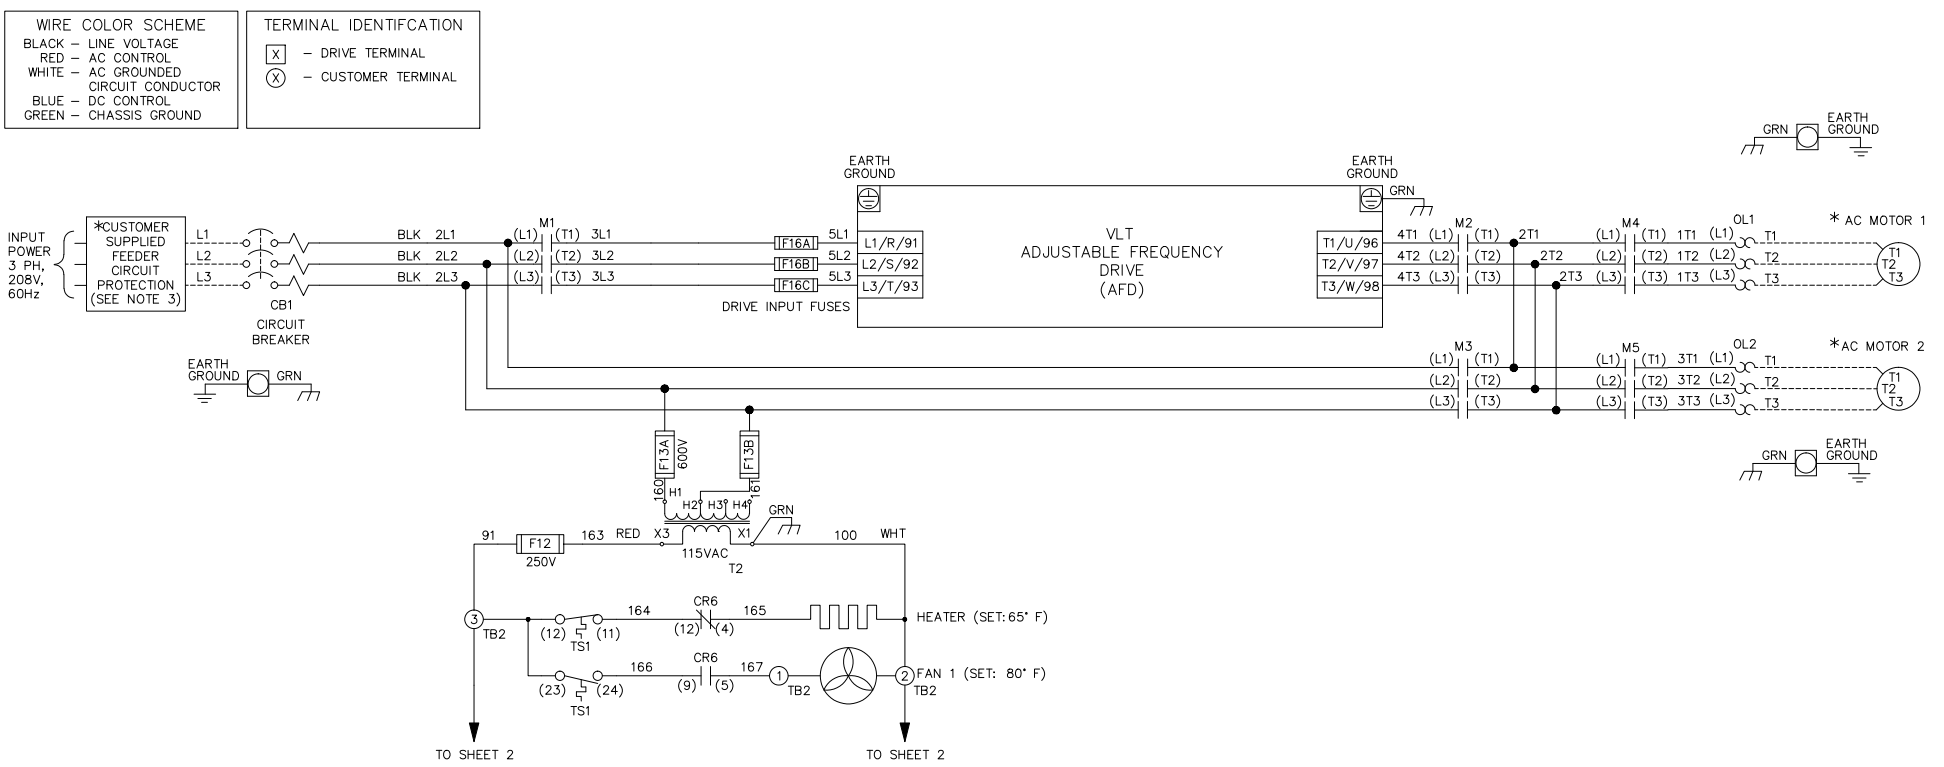 WIRE COLOR SCHEME
BLACK – LINE VOLTAGE
RED – AC CONTROL
WHITE – AC GROUNDED
CIRCUIT CONDUCTOR
BLUE – DC CONTROL
GREEN – CHASSIS GROUND
TERMINAL IDENTIFCATION
X – DRIVE TERMINAL
X – CUSTOMER TERMINAL
GRN
EARTH
GROUND
INPUT
POWER
3 PH,
208V,
60Hz
*CUSTOMER
SUPPLIED
FEEDER
CIRCUIT
PROTECTION
(SEE NOTE 3)
L1
L2
L3
CB1
CIRCUIT
BREAKER
BLK 2L1
BLK 2L2
BLK 2L3
M1
(L1) (T1) 3L1
(L2) (T2) 3L2
(L3) (T3) 3L3
F16A 5L1
F16B 5L2
F16C 5L3
DRIVE INPUT FUSES
EARTH
GROUND
L1/R/91
L2/S/92
L3/T/93
VLT
ADJUSTABLE FREQUENCY
DRIVE
(AFD)
EARTH
GROUND
GRN
T1/U/96
T2/V/97
T3/W/98
M2
4T1 (L1) (T1) 2T1
4T2 (L2) (T2) 2T2
4T3 (L3) (T3) 2T3
M4
(L1) (T1) 1T1 (L1)
(L2) (T2) 1T2 (L2)
(L3) (T3) 1T3 (L3)
OL1
T1
T2
T3
* AC MOTOR 1
T1
T2
T3
EARTH
GROUND
GRN
M3
(L1) (T1)
(L2) (T2)
(L3) (T3)
M5
(L1) (T1) 3T1 (L1)
(L2) (T2) 3T2 (L2)
(L3) (T3) 3T3 (L3)
OL2
T1
T2
T3
*AC MOTOR 2
T1
T2
T3
GRN
EARTH
GROUND
F13A
600V
F13B
160
161
H1
H2
H3
H4
GRN
91
F12
250V
163 RED
X3
X1
115VAC
T2
100 WHT
3
TB2
(12) (11)
TS1
164
CR6
(12) (4)
165
HEATER (SET:65° F)
(23) (24)
TS1
166
CR6
(9) (5)
167
1
TB2
2
TB2
FAN 1 (SET: 80° F)
TO SHEET 2
TO SHEET 2